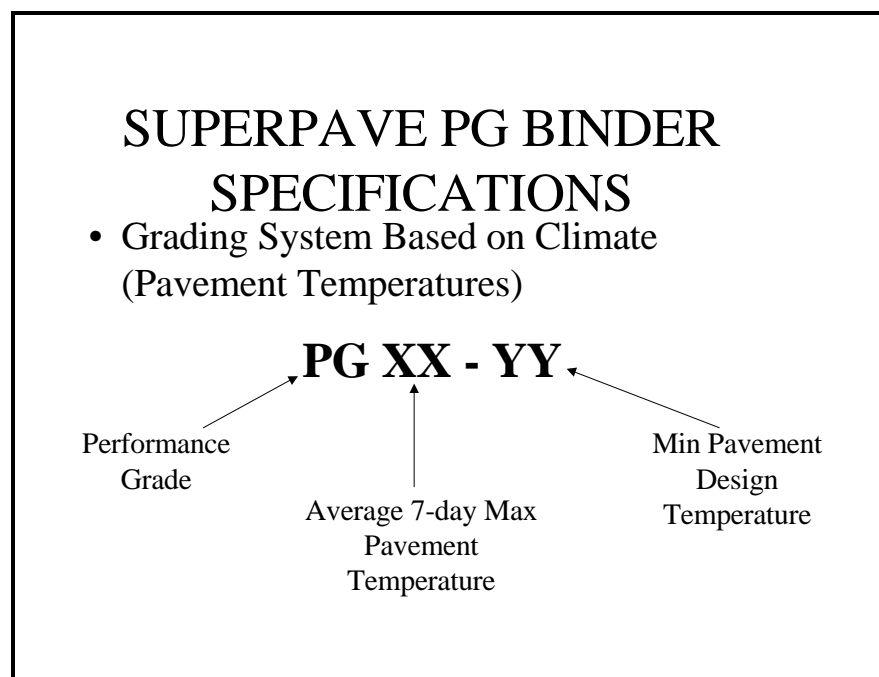 SUPERPAVE PG BINDER
SPECIFICATIONS
• Grading System Based on Climate
(Pavement Temperatures)
PG XX - YY
Performance
Grade
Average 7-day Max
Pavement
Temperature
Min Pavement
Design
Temperature